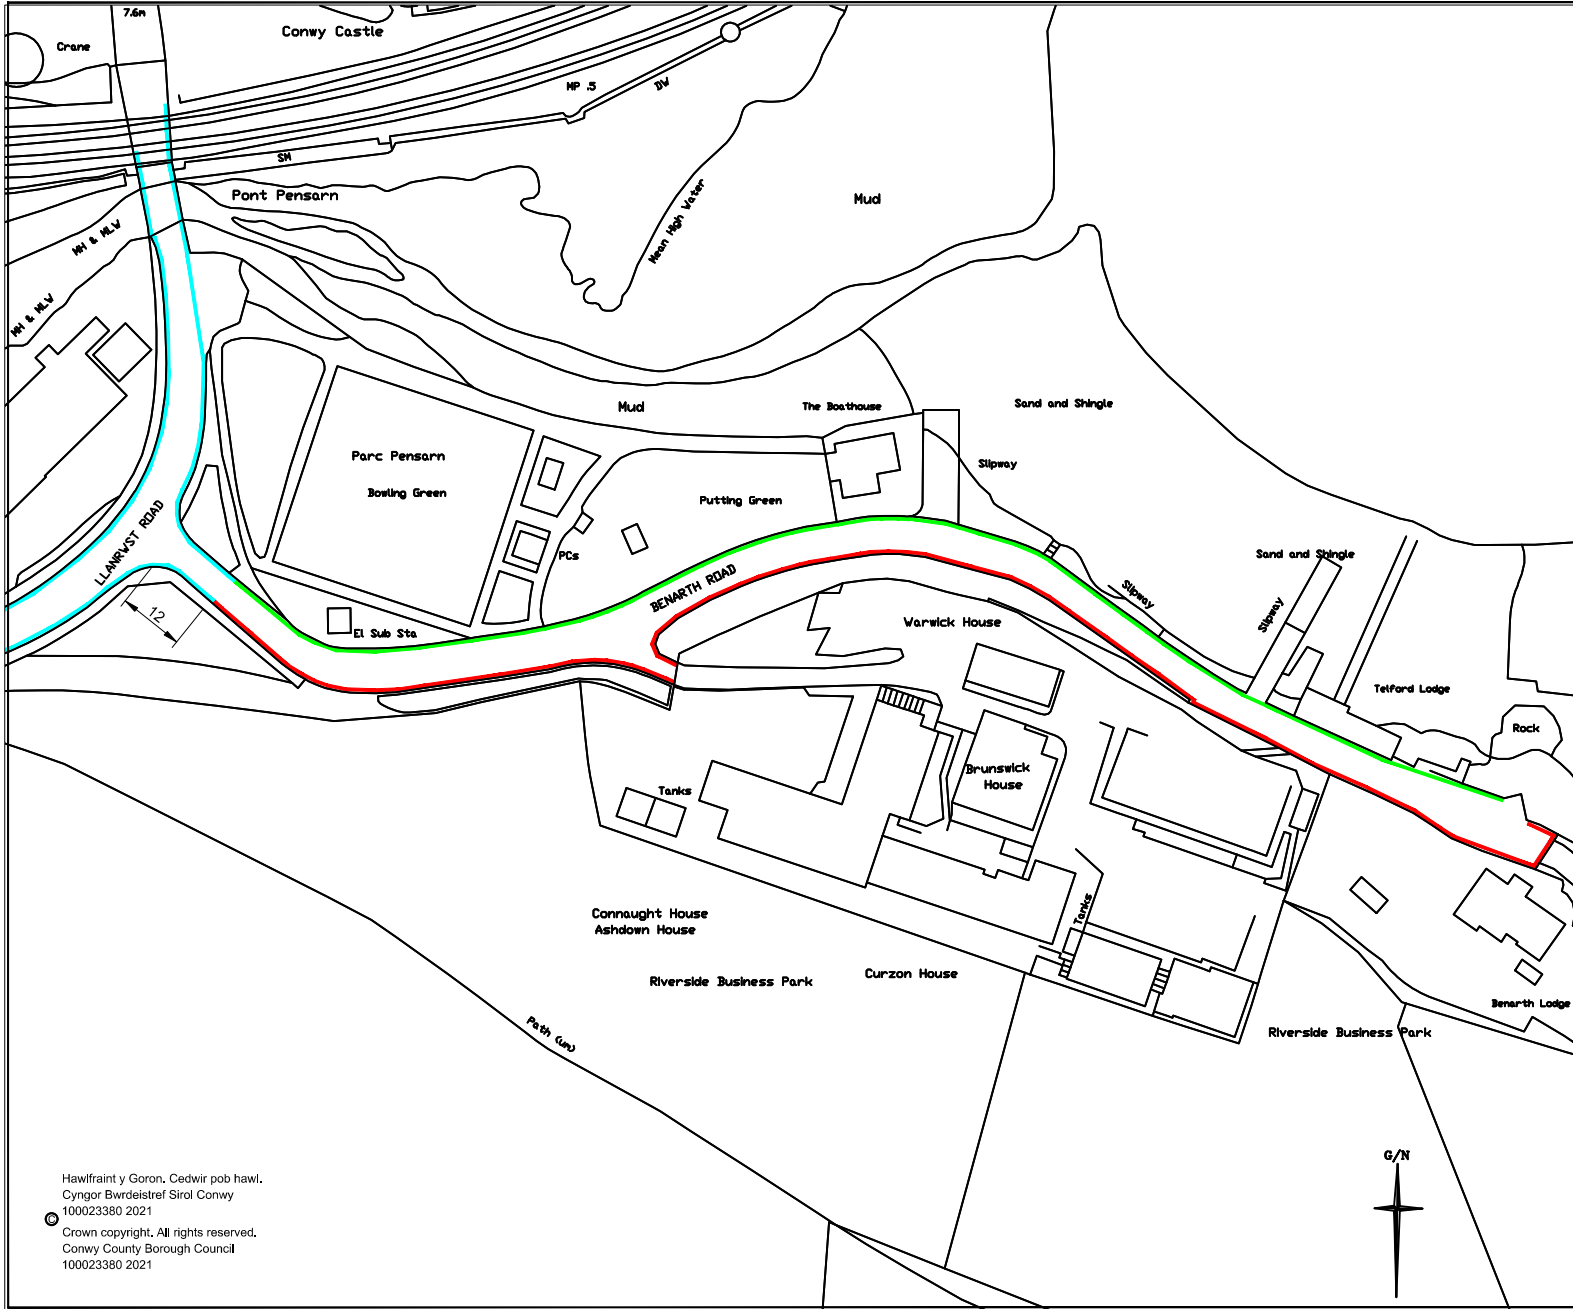 7.6m
Conwy Castle
Crane
MP .5
DW
SM
Pont Pensarn
Mud
Mean High Water
MH & MLW
MH & MLW
Mud
The Boathouse
Sand and Shingle
Parc Pensarn
Bowling Green
Slipway
Putting Green
LLANRWST ROAD
PCs
Sand and Shingle
BENARTH ROAD
Slipway
12
Slipway
El Sub Sta
Warwick House
Telford Lodge
Rock
Brunswick
House
Tanks
Tanks
Connaught House
Ashdown House
Curzon House
Riverside Business Park
Benarth Lodge
Path (um)
Riverside Business Park
G/N
Hawlfraint y Goron. Cedwir pob hawl.
Cyngor Bwrdeistref Sirol Conwy
100023380 2021
©
Crown copyright. All rights reserved.
Conwy County Borough Council
100023380 2021